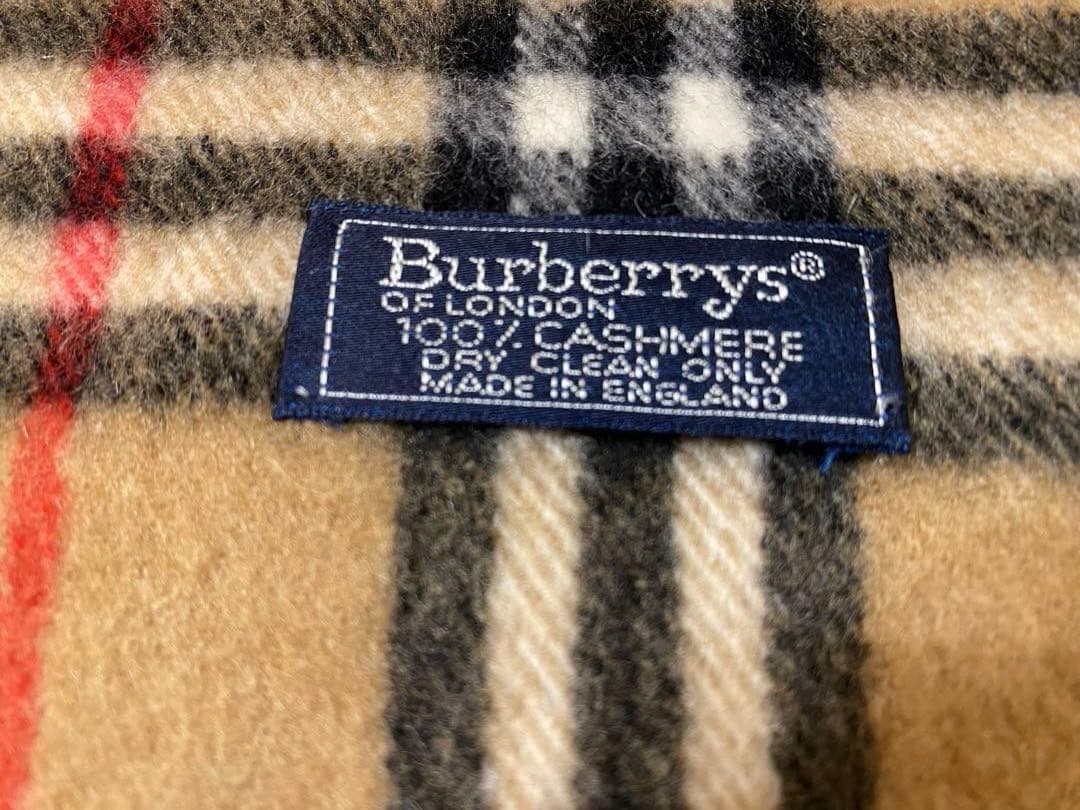 Burberrys®
OF LONDON
100% CASHMERE
DRY CLEAN ONLY
MADE IN ENGLAND